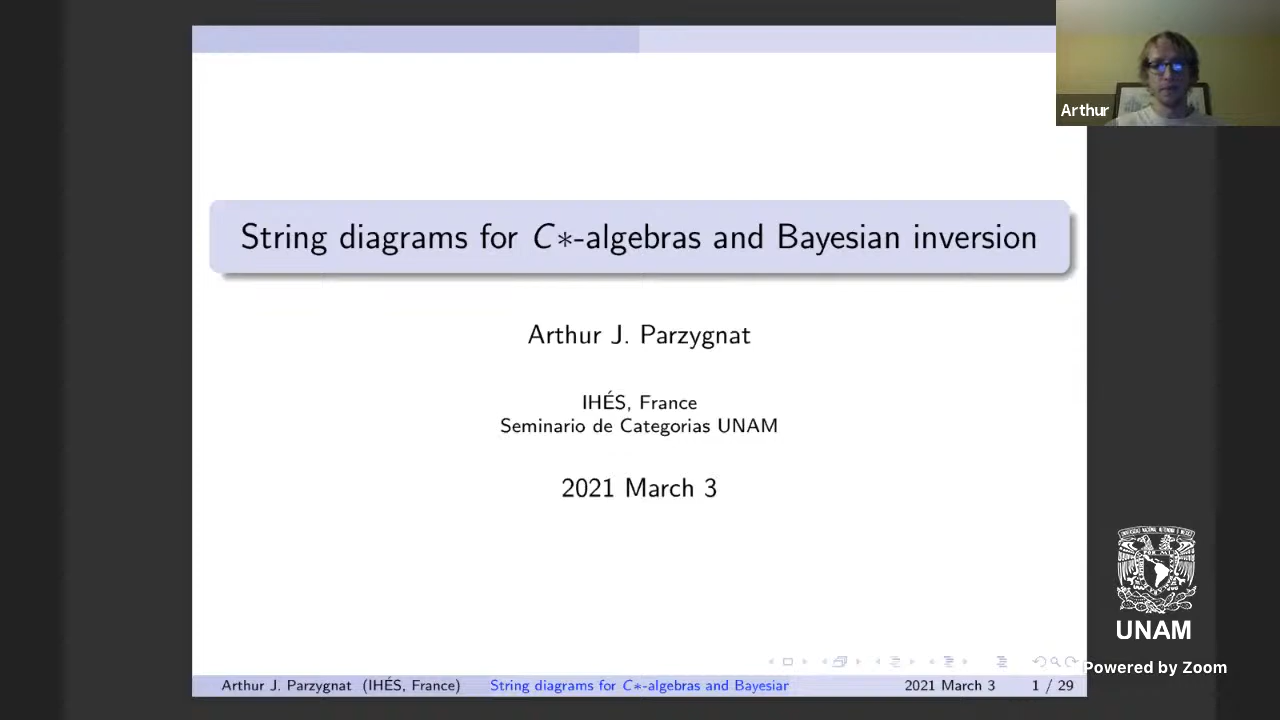 Arthur
String diagrams for C∗-algebras and Bayesian inversion
Arthur J. Parzygnat
IHÉS, France
Seminario de Categorias UNAM
2021 March 3
UNAM
Powered by Zoom
Arthur J. Parzygnat (IHÉS, France) String diagrams for C∗-algebras and Bayesiar 2021 March 3 1 / 29